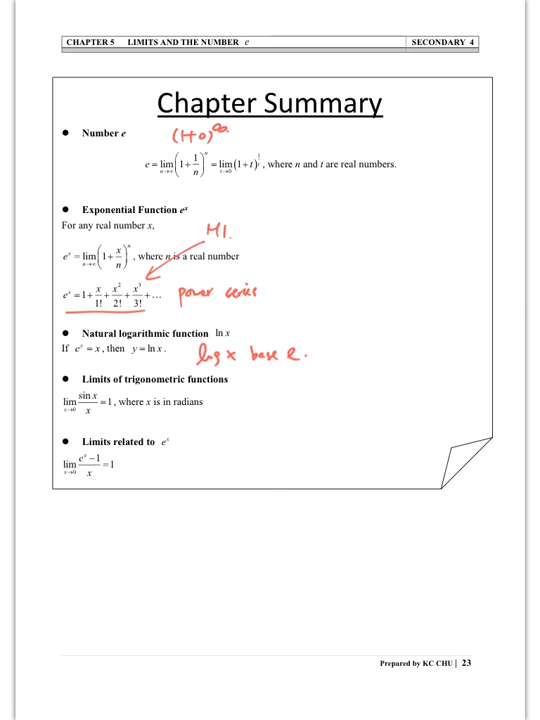 CHAPTER 5 LIMITS AND THE NUMBER e SECONDARY 4
Chapter Summary
● Number e
(1+0)^∞.
e = lim_{n→∞} (1 + 1/n)^n = lim_{t→0} (1 + t)^{1/t}, where n and t are real numbers.
● Exponential Function e^x
For any real number x,
MI.
e^x = lim_{n→∞} (1 + x/n)^n, where n is a real number
e^x = 1 + x/1! + x^2/2! + x^3/3! + … power series
● Natural logarithmic function ln x
If e^y = x, then y = ln x. log x base e.
● Limits of trigonometric functions
lim_{x→0} sin x / x = 1, where x is in radians
● Limits related to e^x
lim_{x→0} (e^x − 1)/x = 1
Prepared by KC CHU | 23